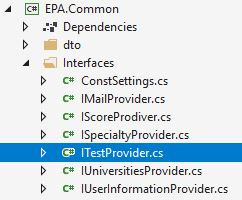 C# EPA.Common
Dependencies
dto
Interfaces
C# ConstSettings.cs
C# IMailProvider.cs
C# IScoreProdiver.cs
C# ISpecialtyProvider.cs
C# ITestProvider.cs
C# IUniversitiesProvider.cs
C# IUserInformationProvider.cs